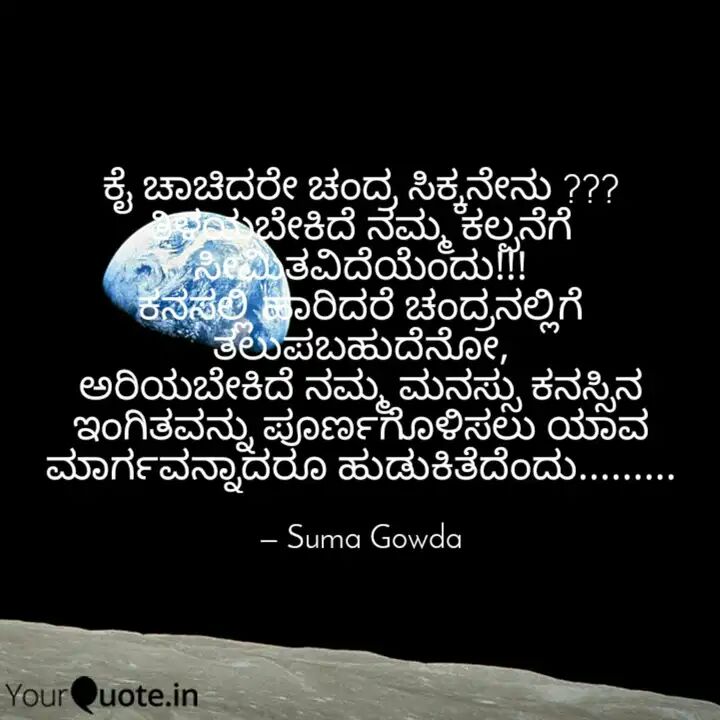 ಕೈ ಚಾಚಿದರೇ ಚಂದ್ರ ಸಿಕ್ಕನೇನು ???
ತಿಳಿಯಬೇಕಿದೆ ನಮ್ಮ ಕಲ್ಪನೆಗೆ
ಸೀಮಿತವಿದೆಯೆಂದು!!!
ಕನಸಲ್ಲಿ ಹಾರಿದರೆ ಚಂದ್ರನಲ್ಲಿಗೆ
ತಲುಪಬಹುದೆನೋ,
ಅರಿಯಬೇಕಿದೆ ನಮ್ಮ ಮನಸ್ಸು ಕನಸ್ಸಿನ
ಇಂಗಿತವನ್ನು ಪೂರ್ಣಗೊಳಿಸಲು ಯಾವ
ಮಾರ್ಗವನ್ನಾದರೂ ಹುಡುಕಿತೆದೆಂದು.........
– Suma Gowda
YourQuote.in